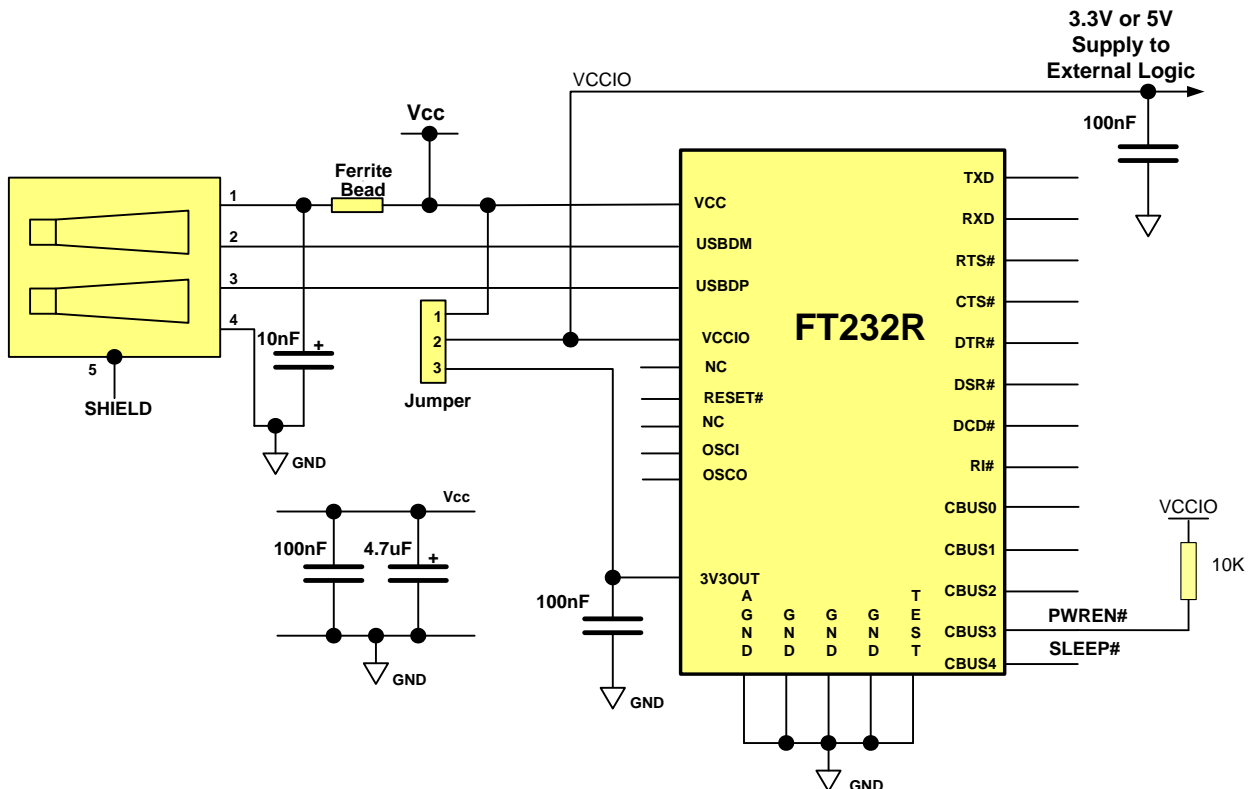 3.3V or 5V
Supply to
External Logic
VCCIO
Vcc
100nF
Ferrite
Bead
1
2
3
4
5
SHIELD
10nF
+
GND
1
2
3
Jumper
VCC
USBDM
USBDP
VCCIO
NC
RESET#
NC
OSCI
OSCO
3V3OUT
FT232R
TXD
RXD
RTS#
CTS#
DTR#
DSR#
DCD#
RI#
CBUS0
CBUS1
CBUS2
CBUS3
CBUS4
AGND
GND
GND
GND
TEST
VCCIO
10K
PWREN#
SLEEP#
Vcc
100nF
4.7uF
+
GND
100nF
GND
GND